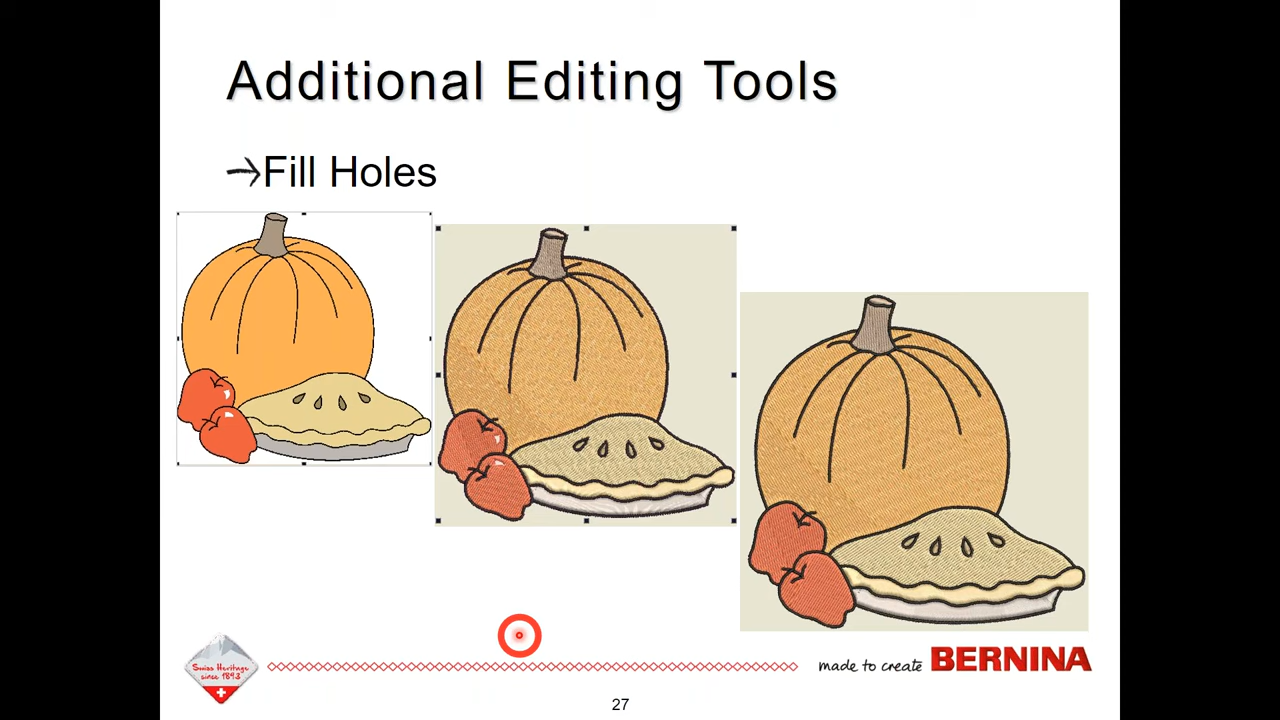 Additional Editing Tools
Fill Holes
Swiss Heritage
since 1893
made to create BERNINA
27